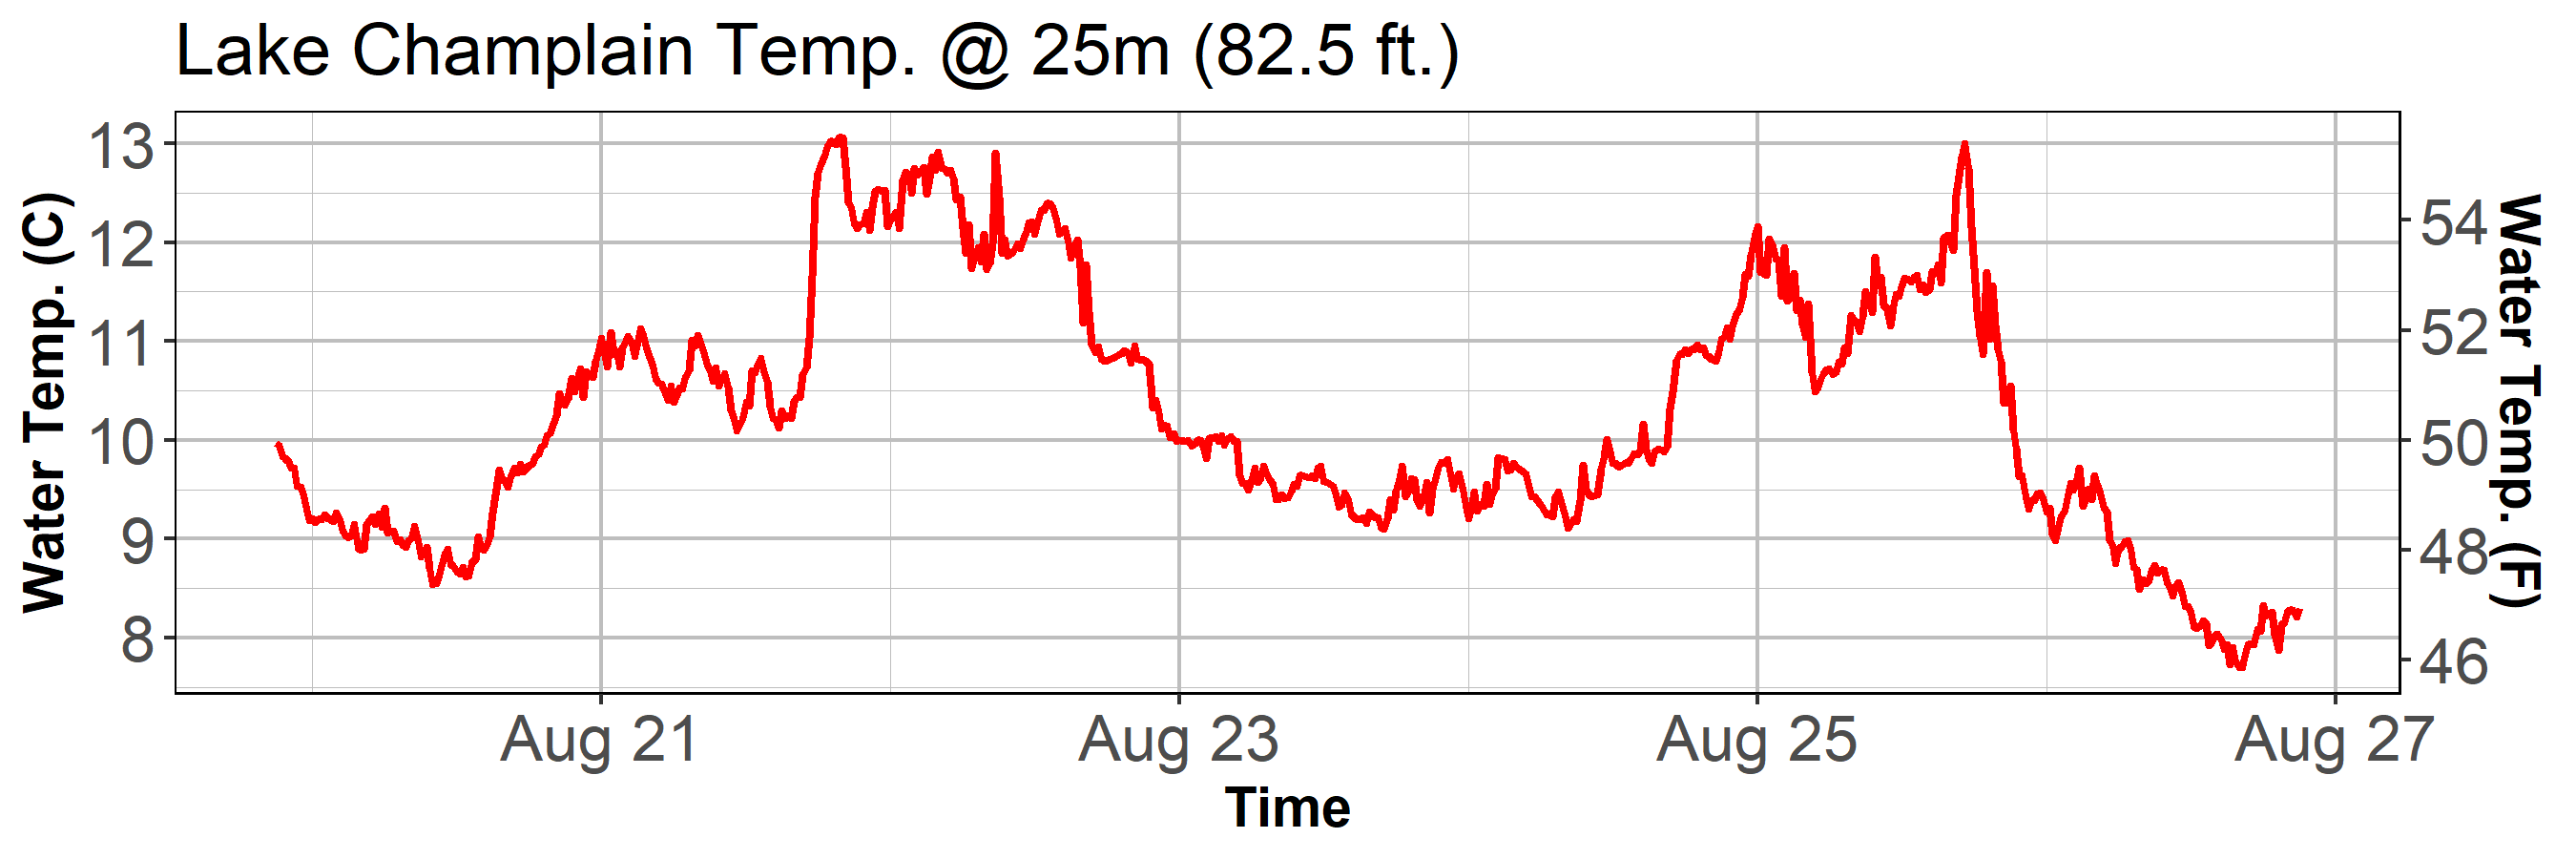 Lake Champlain Temp. @ 25m (82.5 ft.)
Water Temp. (C)
13
12
11
10
9
8
54
52
50
48
46
Water Temp. (F)
Aug 21 Aug 23 Aug 25 Aug 27
Time